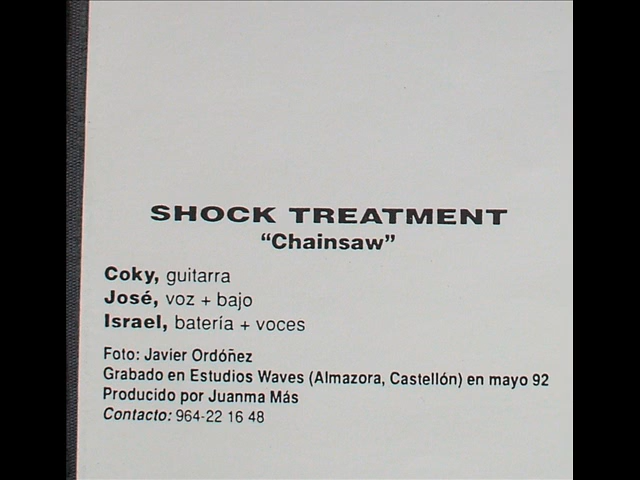 SHOCK TREATMENT
“Chainsaw”
Coky, guitarra
José, voz + bajo
Israel, batería + voces
Foto: Javier Ordóñez
Grabado en Estudios Waves (Almazora, Castellón) en mayo 92
Producido por Juanma Más
Contacto: 964-22 16 48